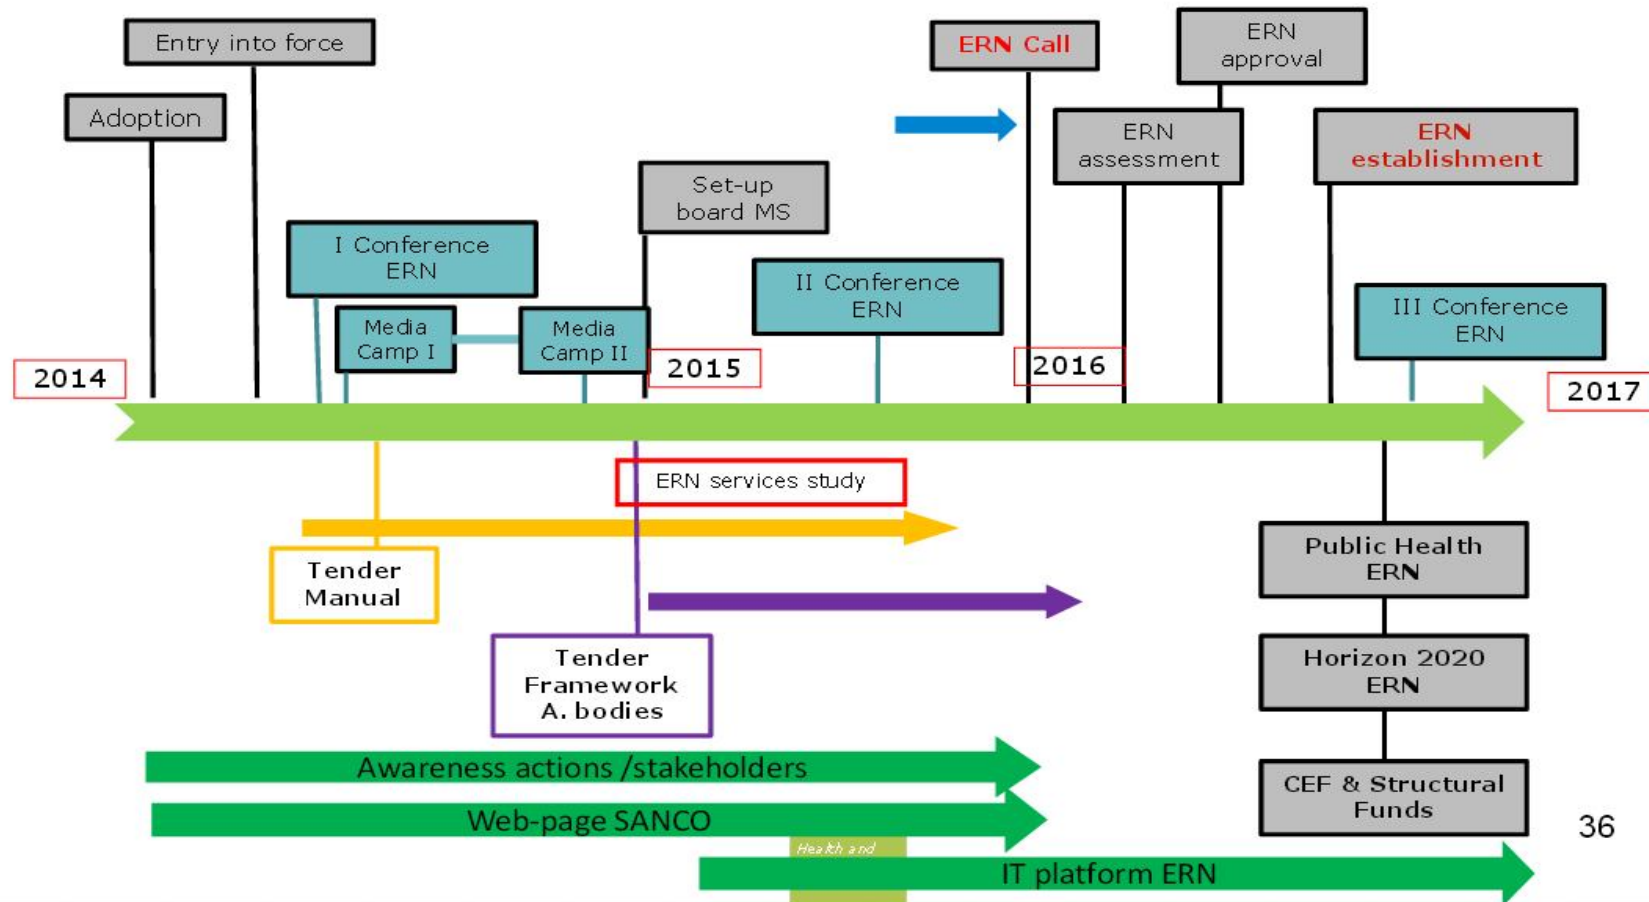 Entry into force
Adoption
I Conference
ERN
Media
Camp I
Media
Camp II
Set-up
board MS
II Conference
ERN
ERN Call
ERN
assessment
ERN
approval
ERN
establishment
III Conference
ERN
2014
2015
2016
2017
ERN services study
Tender
Manual
Tender
Framework
A. bodies
Public Health
ERN
Horizon 2020
ERN
CEF & Structural
Funds
Awareness actions /stakeholders
Web-page SANCO
Health and
IT platform ERN
36